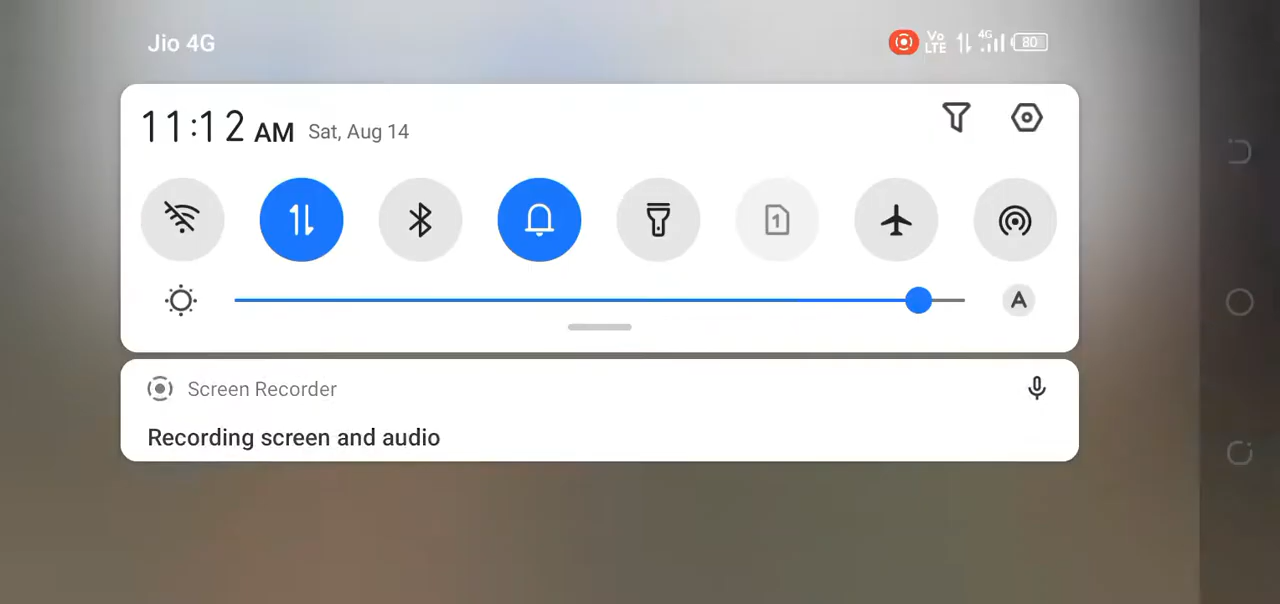 Jio 4G
Vo LTE 4G 80
11:12 AM Sat, Aug 14
1
A
Screen Recorder
Recording screen and audio